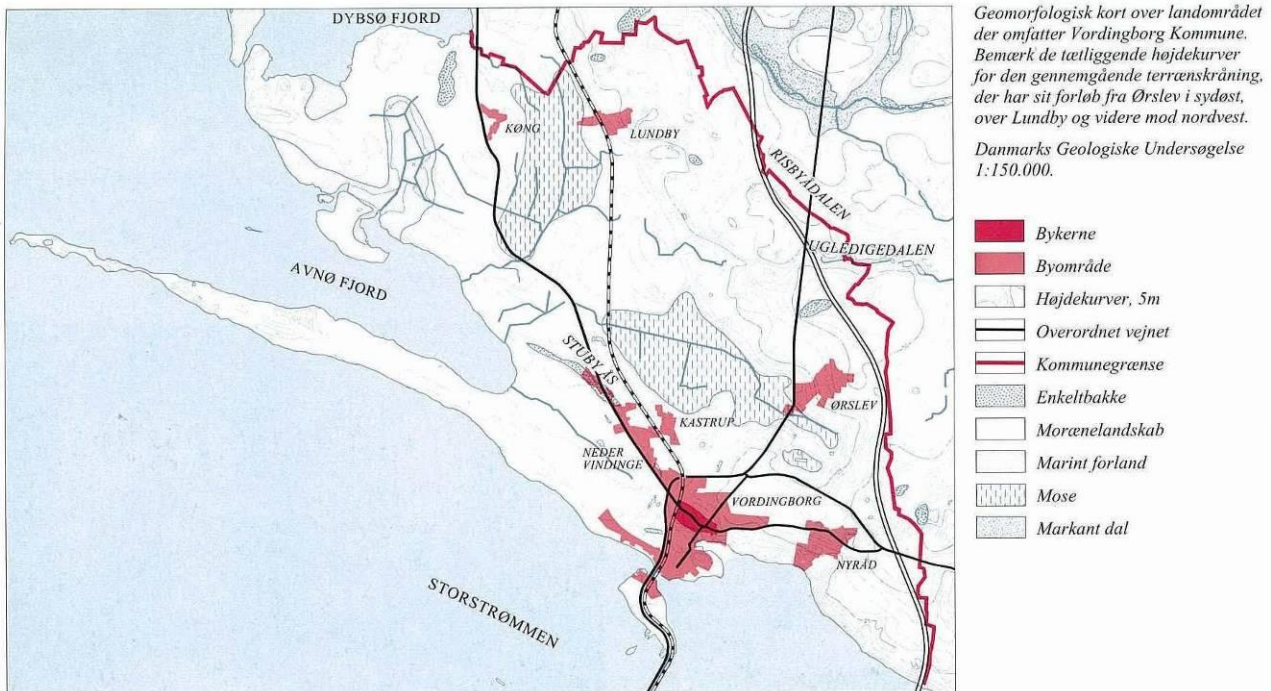 DYBSØ FJORD
KØNG
LUNDBY
RISBYÅDALEN
UGLEDIGEDALEN
AVNØ FJORD
STUBY ÅS
ØRSLEV
KASTRUP
NEDER
VINDINGE
VORDINGBORG
NYRÅD
STORSTRØMMEN
Geomorfologisk kort over landområdet
der omfatter Vordingborg Kommune.
Bemærk de tætliggende højdekurver
for den gennemgående terrænskråning,
der har sit forløb fra Ørslev i sydøst,
over Lundby og videre mod nordvest.
Danmarks Geologiske Undersøgelse
1:150.000.
Bykerne
Byområde
Højdekurver, 5m
Overordnet vejnet
Kommunegrænse
Enkeltbakke
Morænelandskab
Marint forland
Mose
Markant dal